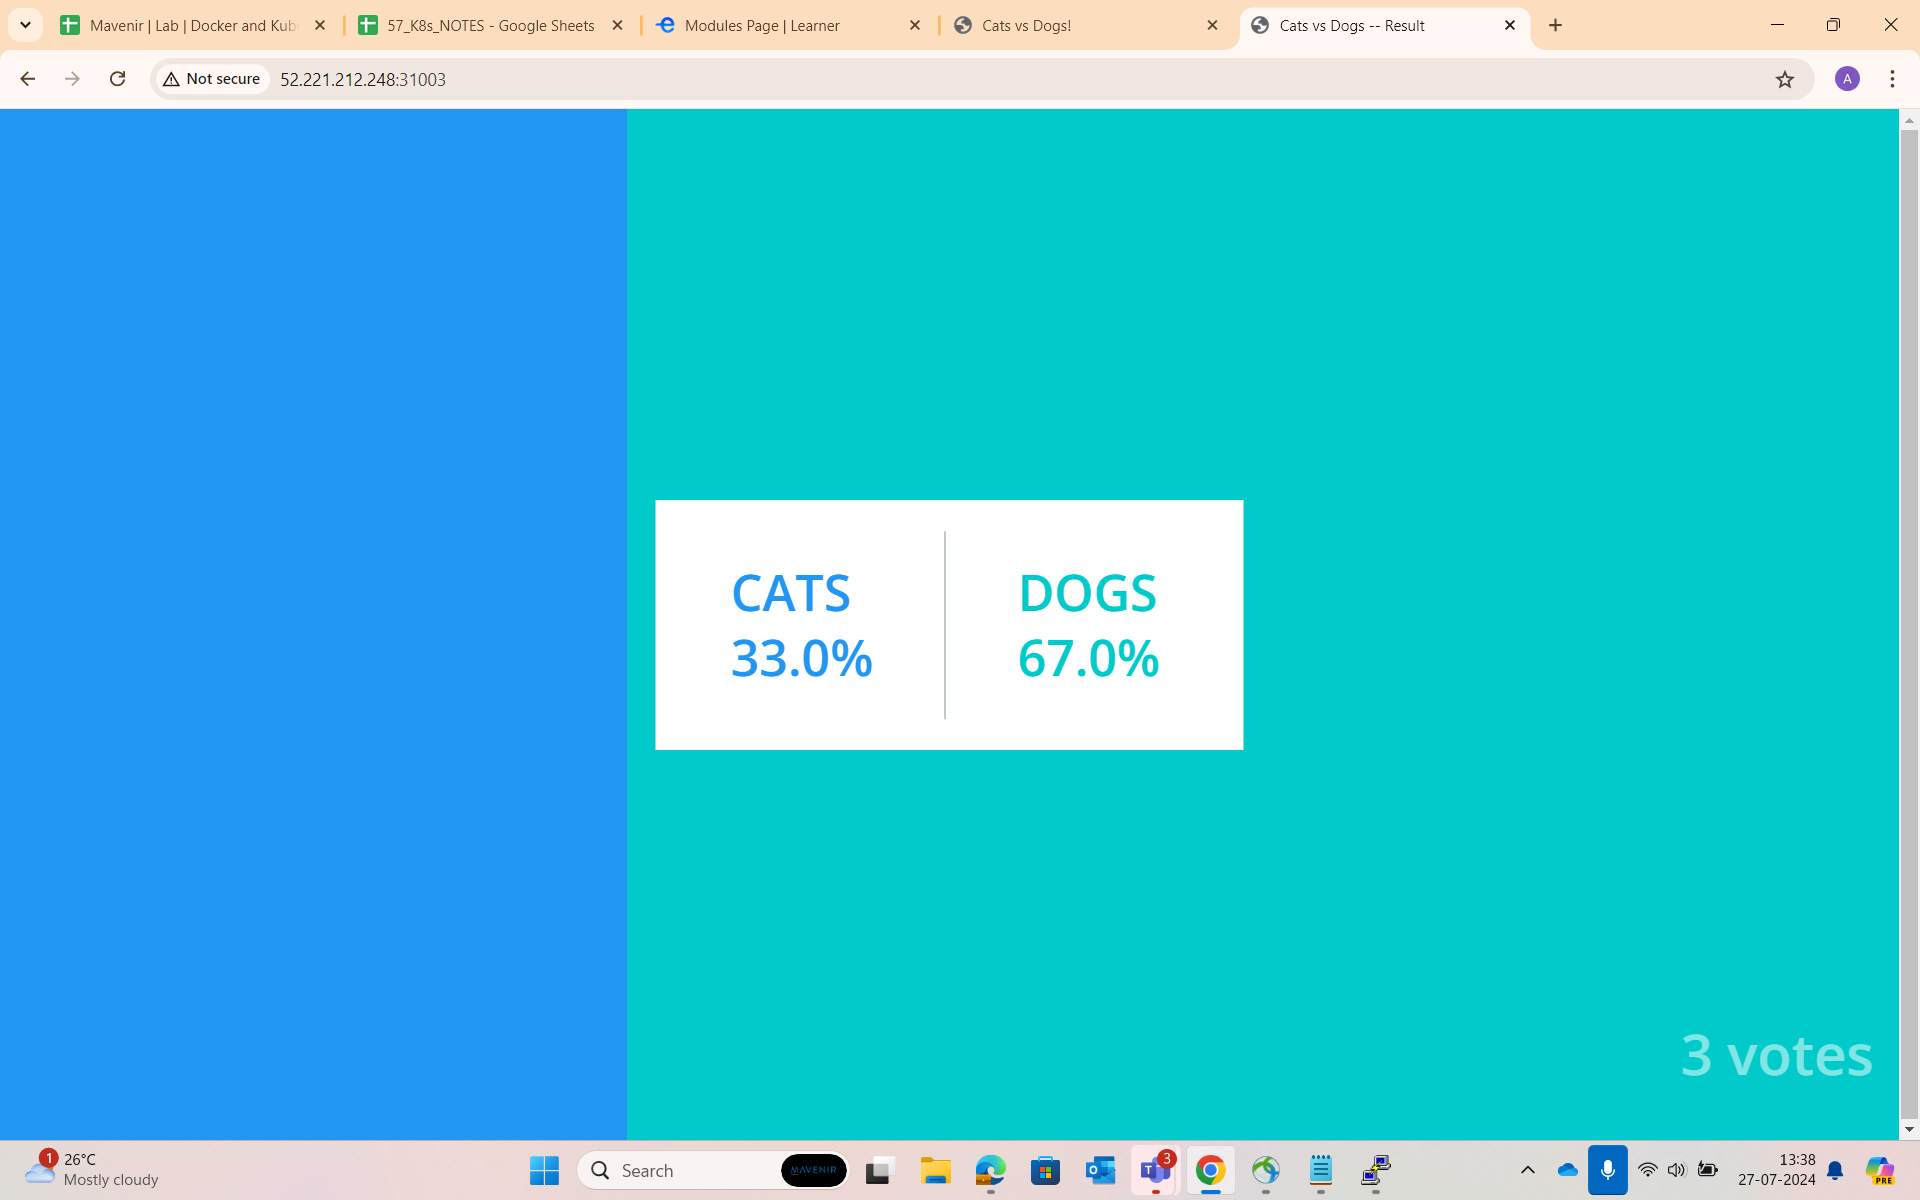 Mavenir | Lab | Docker and Kub
57_K8s_NOTES - Google Sheets
Modules Page | Learner
Cats vs Dogs!
Cats vs Dogs -- Result
Not secure
52.221.212.248:31003
A
CATS
33.0%
DOGS
67.0%
3 votes
1
26°C
Mostly cloudy
Search
MAVENIR
3
13:38
27-07-2024
PRE